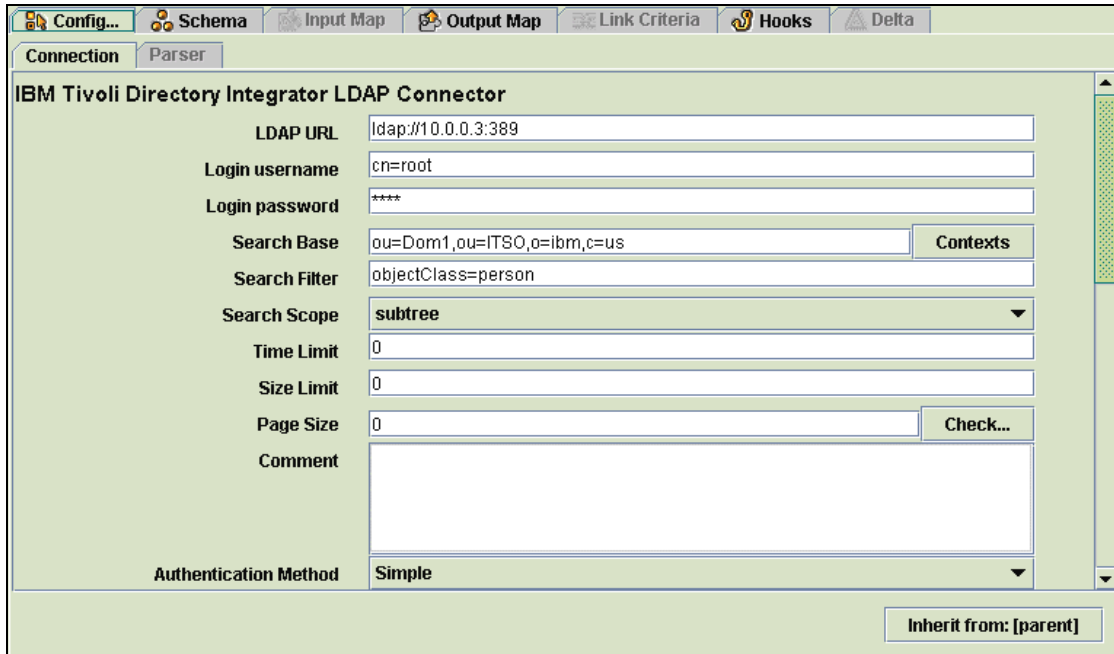 Config... Schema Input Map Output Map Link Criteria Hooks Delta
Connection Parser
IBM Tivoli Directory Integrator LDAP Connector
LDAP URL ldap://10.0.0.3:389
Login username cn=root
Login password ****
Search Base ou=Dom1,ou=ITSO,o=ibm,c=us Contexts
Search Filter objectClass=person
Search Scope subtree
Time Limit 0
Size Limit 0
Page Size 0 Check...
Comment
Authentication Method Simple
Inherit from: [parent]